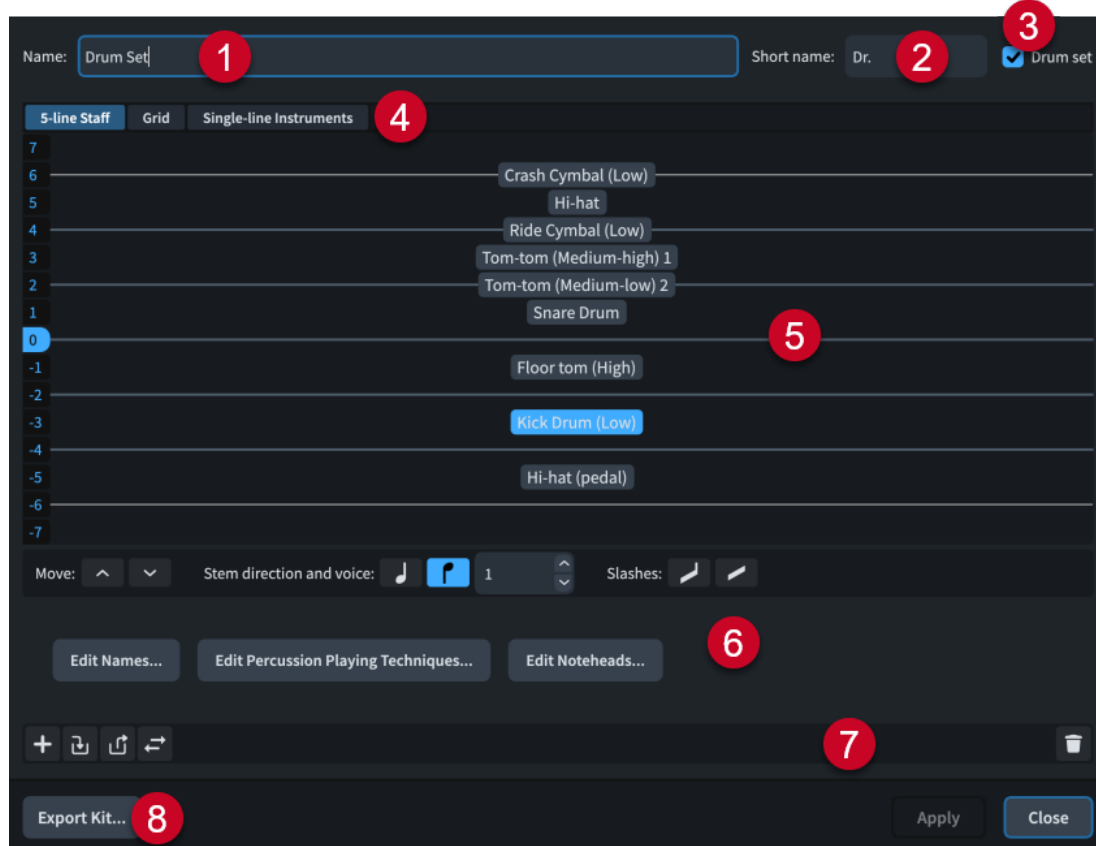 3
Name: Drum Set 1 Short name: Dr. 2 Drum set
5-line Staff Grid Single-line Instruments 4
7
6 Crash Cymbal (Low)
5 Hi-hat
4 Ride Cymbal (Low)
3 Tom-tom (Medium-high) 1
2 Tom-tom (Medium-low) 2
1 Snare Drum
0 5
-1 Floor tom (High)
-2
-3 Kick Drum (Low)
-4
-5 Hi-hat (pedal)
-6
-7
Move: Stem direction and voice: 1 Slashes:
Edit Names... Edit Percussion Playing Techniques... Edit Noteheads... 6
7
Export Kit... 8 Apply Close